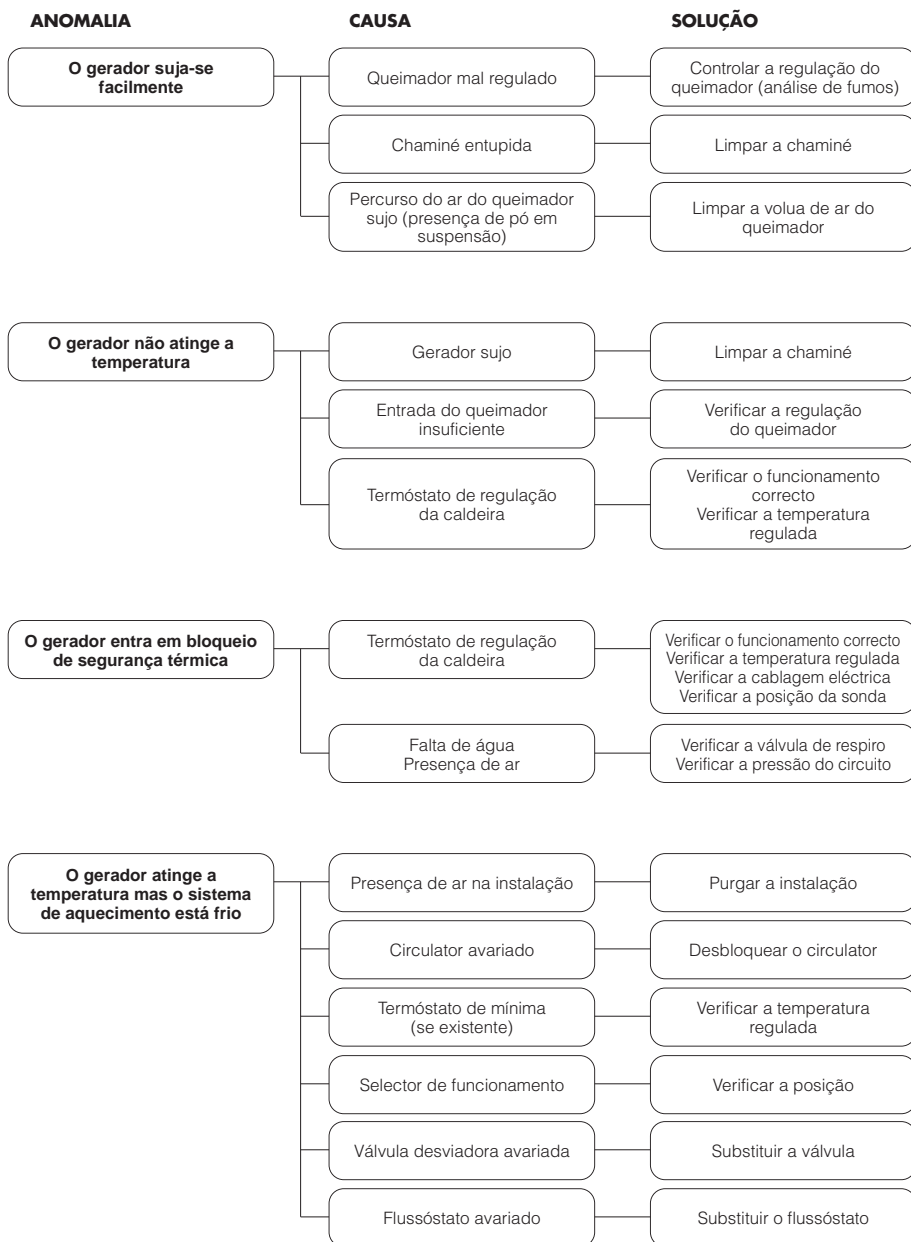 ANOMALIA CAUSA SOLUÇÃO
O gerador suja-se
facilmente
Queimador mal regulado
Controlar a regulação do
queimador (análise de fumos)
Chaminé entupida
Limpar a chaminé
Percurso do ar do queimador
sujo (presença de pó em
suspensão)
Limpar a volua de ar do
queimador
O gerador não atinge a
temperatura
Gerador sujo
Limpar a chaminé
Entrada do queimador
insuficiente
Verificar a regulação
do queimador
Termóstato de regulação
da caldeira
Verificar o funcionamento
correcto
Verificar a temperatura
regulada
O gerador entra em bloqueio
de segurança térmica
Termóstato de regulação
da caldeira
Verificar o funcionamento correcto
Verificar a temperatura regulada
Verificar a cablagem eléctrica
Verificar a posição da sonda
Falta de água
Presença de ar
Verificar a válvula de respiro
Verificar a pressão do circuito
O gerador atinge a
temperatura mas o sistema
de aquecimento está frio
Presença de ar na instalação
Purgar a instalação
Circulator avariado
Desbloquear o circulator
Termóstato de mínima
(se existente)
Verificar a temperatura
regulada
Selector de funcionamento
Verificar a posição
Válvula desviadora avariada
Substituir a válvula
Flussóstato avariado
Substituir o flussóstato